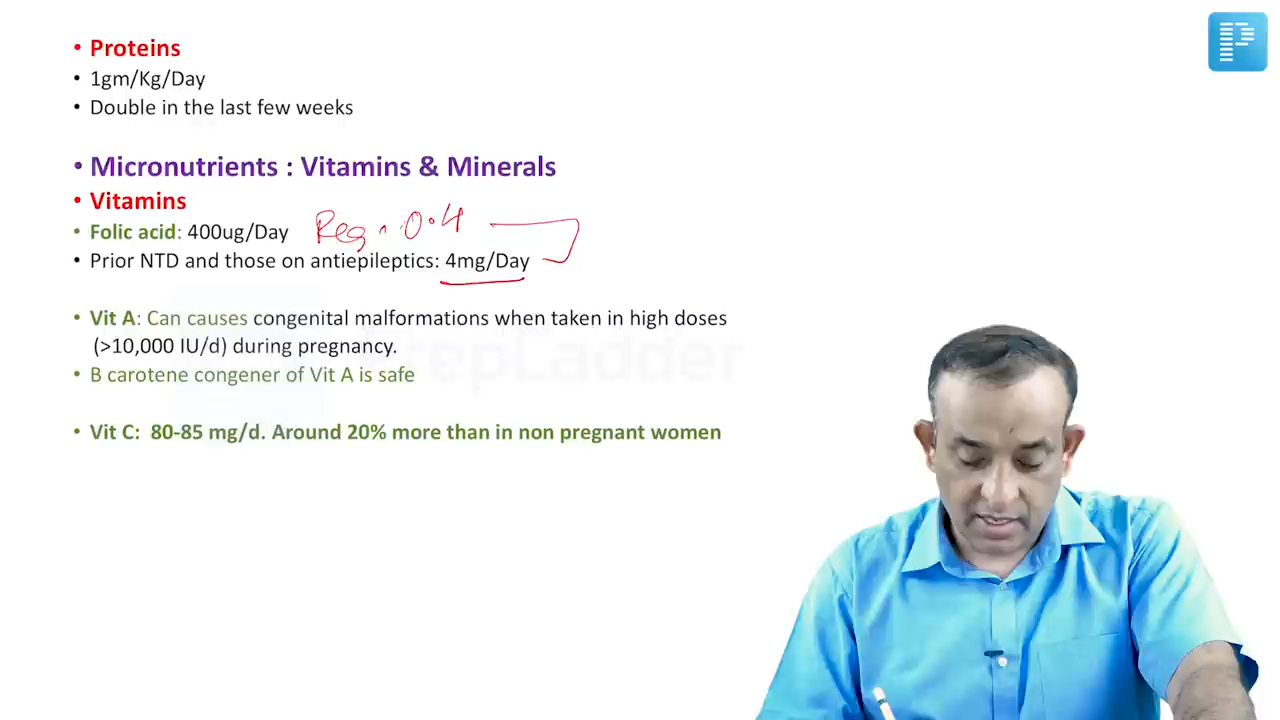 • Proteins
• 1gm/Kg/Day
• Double in the last few weeks
• Micronutrients : Vitamins & Minerals
• Vitamins
• Folic acid: 400ug/Day Reg. 0.4
• Prior NTD and those on antiepileptics: 4mg/Day
• Vit A: Can causes congenital malformations when taken in high doses
(>10,000 IU/d) during pregnancy.
• B carotene congener of Vit A is safe
• Vit C: 80-85 mg/d. Around 20% more than in non pregnant women